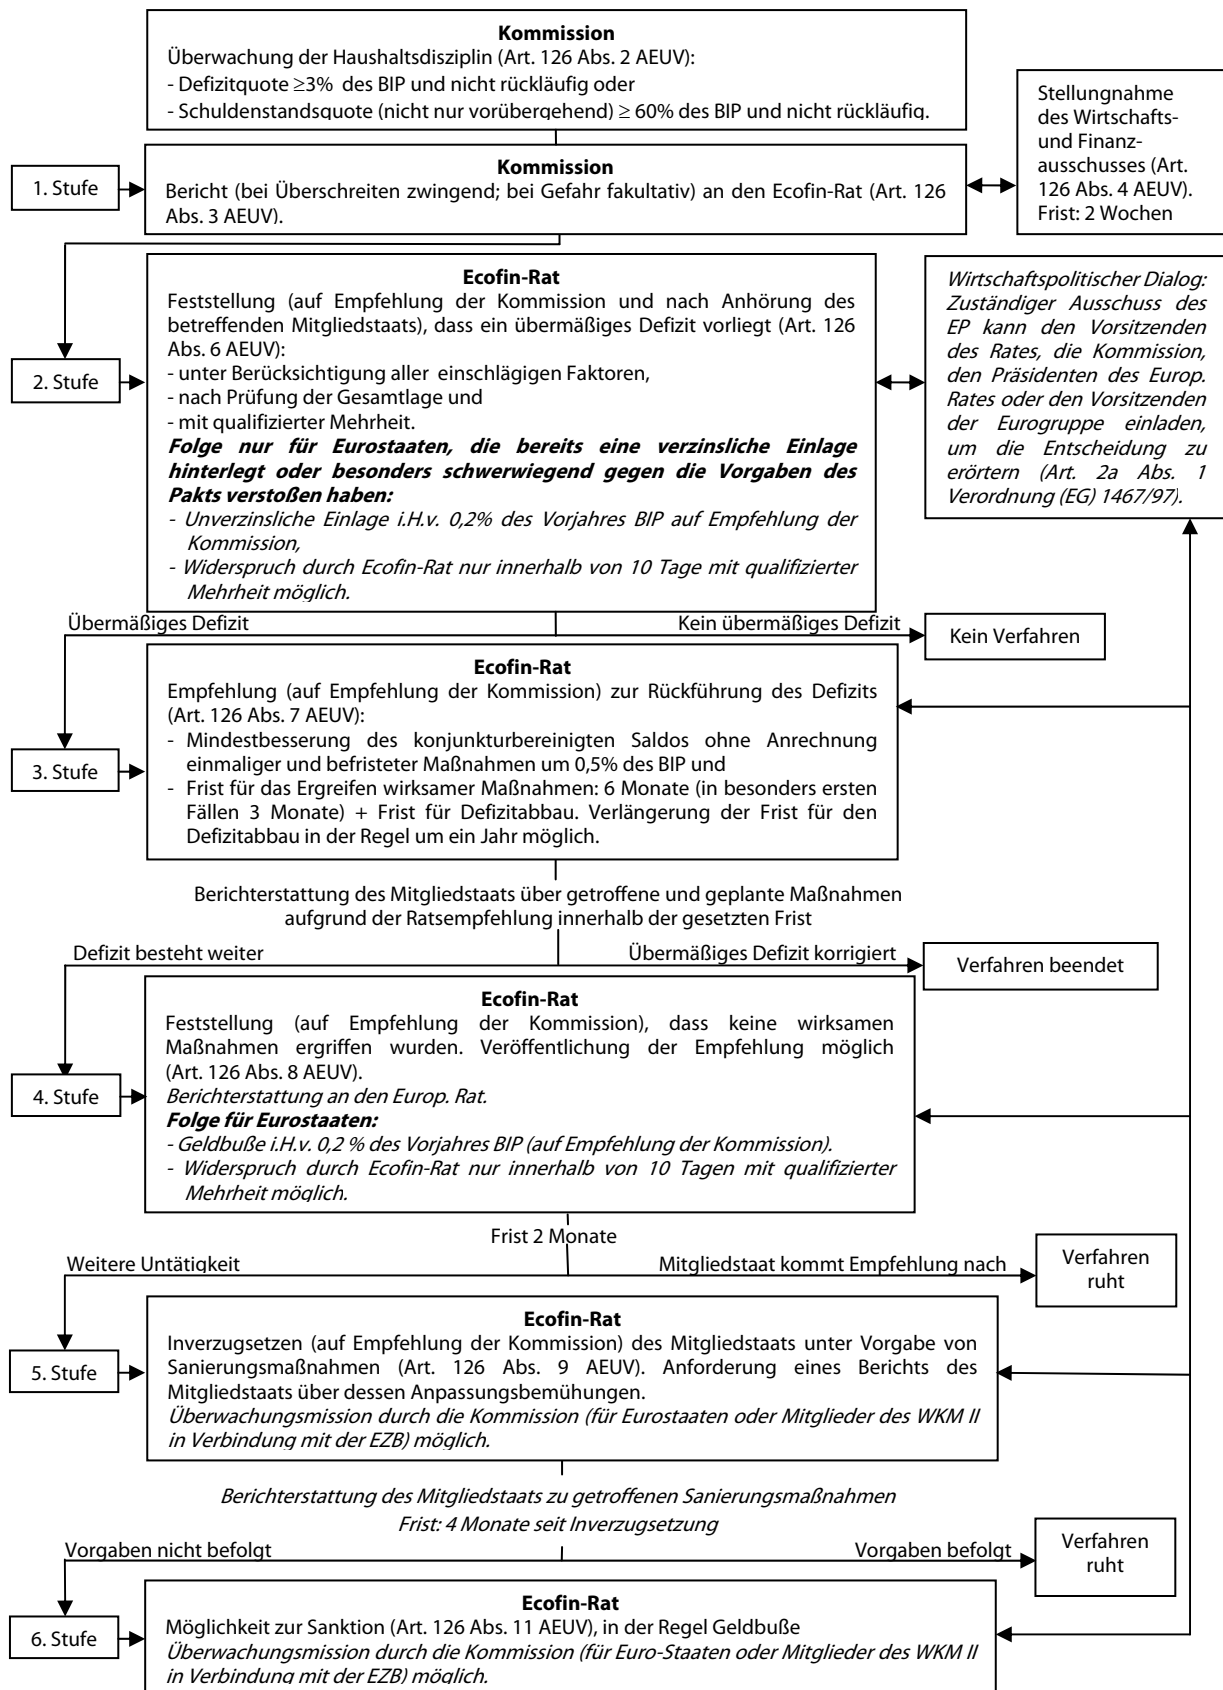 Kommission
Überwachung der Haushaltsdisziplin (Art. 126 Abs. 2 AEUV):
- Defizitquote ≥3% des BIP und nicht rückläufig oder
- Schuldenstandsquote (nicht nur vorübergehend) ≥ 60% des BIP und nicht rückläufig.
Stellungnahme
des Wirtschafts-
und Finanz-
ausschusses (Art.
126 Abs. 4 AEUV).
Frist: 2 Wochen
1. Stufe
Kommission
Bericht (bei Überschreiten zwingend; bei Gefahr fakultativ) an den Ecofin-Rat (Art. 126
Abs. 3 AEUV).
2. Stufe
Ecofin-Rat
Feststellung (auf Empfehlung der Kommission und nach Anhörung des
betreffenden Mitgliedstaats), dass ein übermäßiges Defizit vorliegt (Art. 126
Abs. 6 AEUV):
- unter Berücksichtigung aller einschlägigen Faktoren,
- nach Prüfung der Gesamtlage und
- mit qualifizierter Mehrheit.
Folge nur für Eurostaaten, die bereits eine verzinsliche Einlage
hinterlegt oder besonders schwerwiegend gegen die Vorgaben des
Pakts verstoßen haben:
- Unverzinsliche Einlage i.H.v. 0,2% des Vorjahres BIP auf Empfehlung der
Kommission,
- Widerspruch durch Ecofin-Rat nur innerhalb von 10 Tage mit qualifizierter
Mehrheit möglich.
Wirtschaftspolitischer Dialog:
Zuständiger Ausschuss des
EP kann den Vorsitzenden
des Rates, die Kommission,
den Präsidenten des Europ.
Rates oder den Vorsitzenden
der Eurogruppe einladen,
um die Entscheidung zu
erörtern (Art. 2a Abs. 1
Verordnung (EG) 1467/97).
Übermäßiges Defizit
Kein übermäßiges Defizit
Kein Verfahren
3. Stufe
Ecofin-Rat
Empfehlung (auf Empfehlung der Kommission) zur Rückführung des Defizits
(Art. 126 Abs. 7 AEUV):
- Mindestbesserung des konjunkturbereinigten Saldos ohne Anrechnung
einmaliger und befristeter Maßnahmen um 0,5% des BIP und
- Frist für das Ergreifen wirksamer Maßnahmen: 6 Monate (in besonders ersten
Fällen 3 Monate) + Frist für Defizitabbau. Verlängerung der Frist für den
Defizitabbau in der Regel um ein Jahr möglich.
Berichterstattung des Mitgliedstaats über getroffene und geplante Maßnahmen
aufgrund der Ratsempfehlung innerhalb der gesetzten Frist
Defizit besteht weiter
Übermäßiges Defizit korrigiert
Verfahren beendet
4. Stufe
Ecofin-Rat
Feststellung (auf Empfehlung der Kommission), dass keine wirksamen
Maßnahmen ergriffen wurden. Veröffentlichung der Empfehlung möglich
(Art. 126 Abs. 8 AEUV).
Berichterstattung an den Europ. Rat.
Folge für Eurostaaten:
- Geldbuße i.H.v. 0,2 % des Vorjahres BIP (auf Empfehlung der Kommission).
- Widerspruch durch Ecofin-Rat nur innerhalb von 10 Tagen mit qualifizierter
Mehrheit möglich.
Frist 2 Monate
Weitere Untätigkeit
Mitgliedstaat kommt Empfehlung nach
Verfahren
ruht
5. Stufe
Ecofin-Rat
Inverzugsetzen (auf Empfehlung der Kommission) des Mitgliedstaats unter Vorgabe von
Sanierungsmaßnahmen (Art. 126 Abs. 9 AEUV). Anforderung eines Berichts des
Mitgliedstaats über dessen Anpassungsbemühungen.
Überwachungsmission durch die Kommission (für Eurostaaten oder Mitglieder des WKM II
in Verbindung mit der EZB) möglich.
Berichterstattung des Mitgliedstaats zu getroffenen Sanierungsmaßnahmen
Frist: 4 Monate seit Inverzugsetzung
Vorgaben nicht befolgt
Vorgaben befolgt
Verfahren
ruht
6. Stufe
Ecofin-Rat
Möglichkeit zur Sanktion (Art. 126 Abs. 11 AEUV), in der Regel Geldbuße
Überwachungsmission durch die Kommission (für Euro-Staaten oder Mitglieder des WKM II
in Verbindung mit der EZB) möglich.